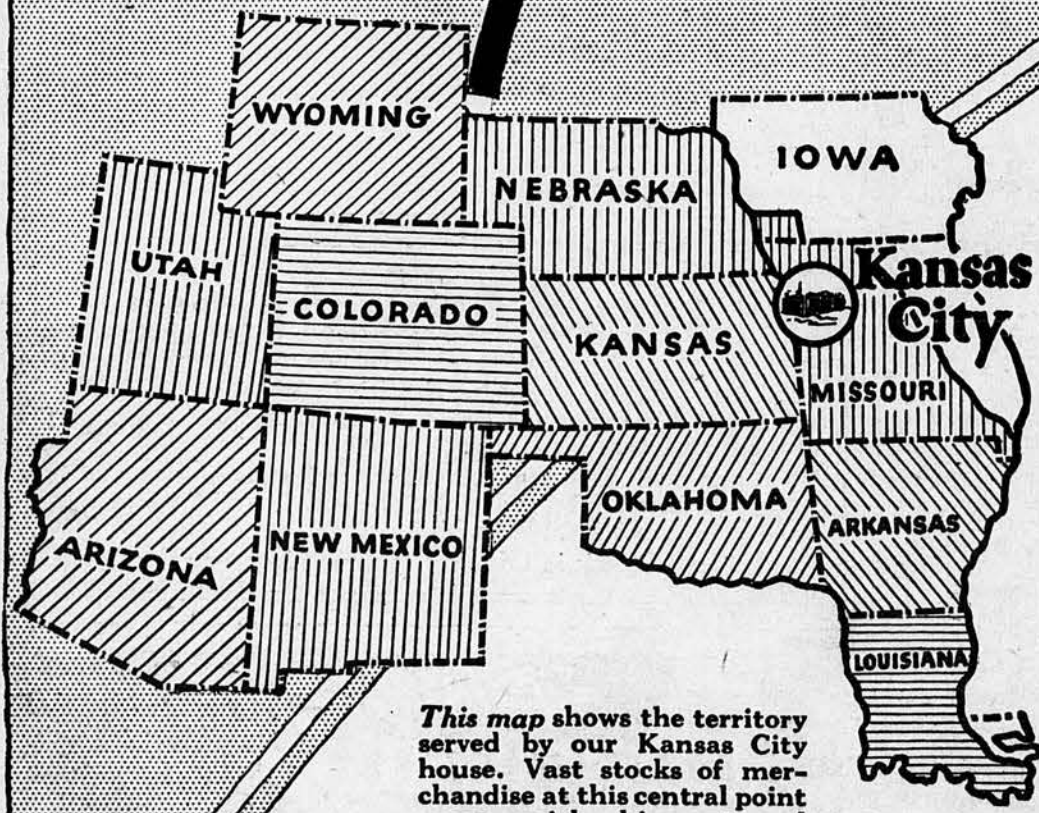 WYOMING
IOWA
NEBRASKA
UTAH
Kansas
City
COLORADO
KANSAS
MISSOURI
OKLAHOMA
ARKANSAS
NEW MEXICO
ARIZONA
LOUISIANA
This map shows the territory
served by our Kansas City
house. Vast stocks of mer-
chandise at this central point